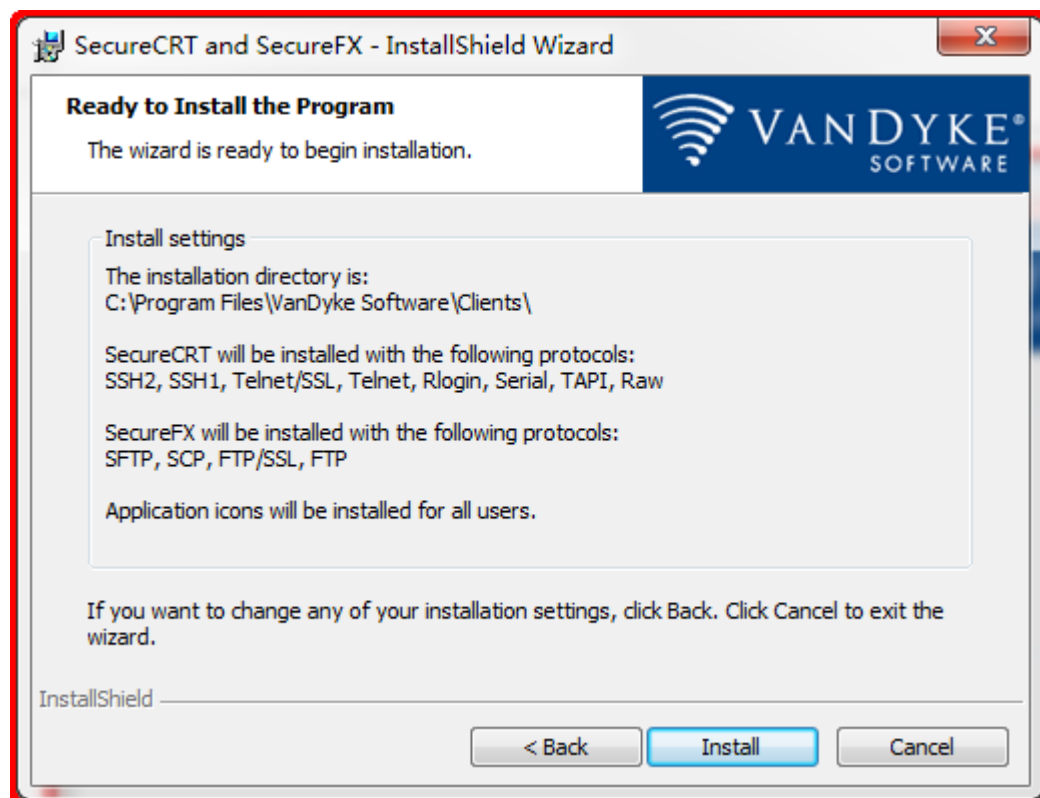 SecureCRT and SecureFX - InstallShield Wizard
Ready to Install the Program
The wizard is ready to begin installation.
VANDYKE®
SOFTWARE
Install settings
The installation directory is:
C:\Program Files\VanDyke Software\Clients\
SecureCRT will be installed with the following protocols:
SSH2, SSH1, Telnet/SSL, Telnet, Rlogin, Serial, TAPI, Raw
SecureFX will be installed with the following protocols:
SFTP, SCP, FTP/SSL, FTP
Application icons will be installed for all users.
If you want to change any of your installation settings, click Back. Click Cancel to exit the
wizard.
InstallShield
< Back
Install
Cancel